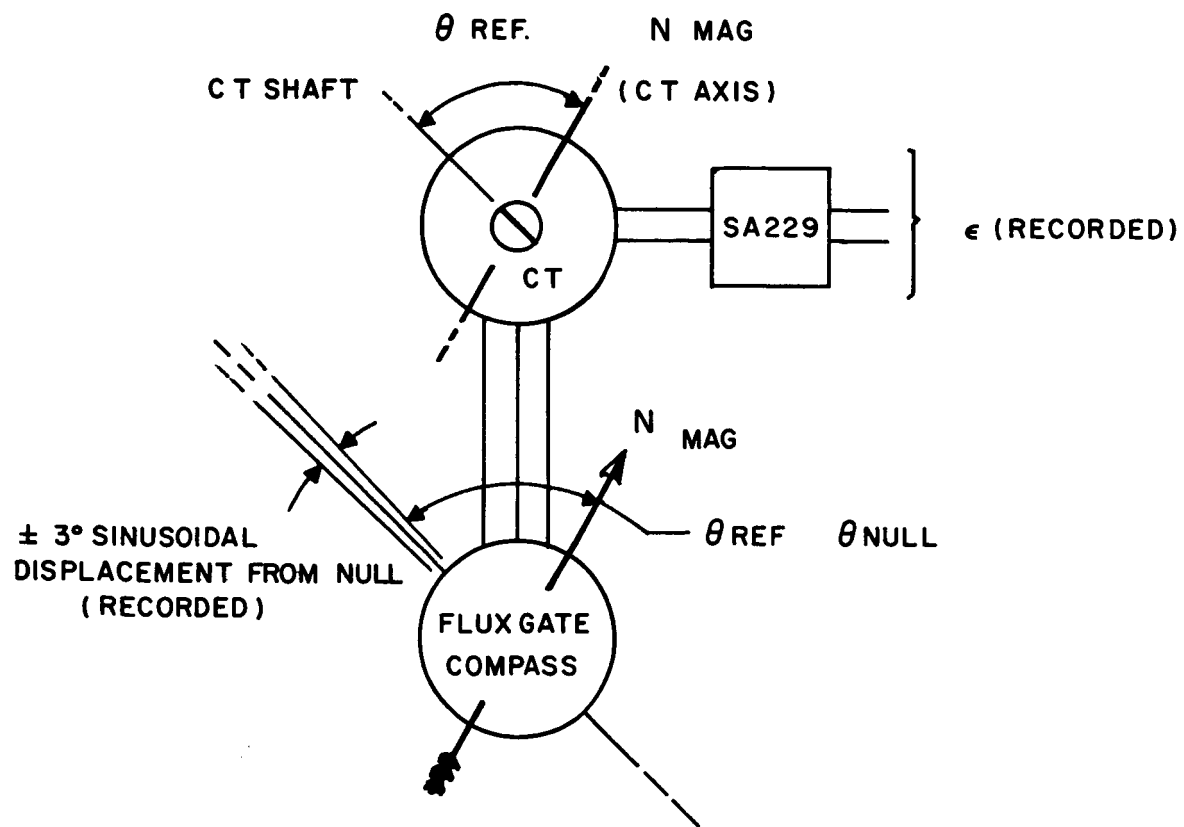 θ REF.
N MAG
CT SHAFT
(CT AXIS)
SA229
ϵ (RECORDED)
CT
N MAG
± 3° SINUSOIDAL
DISPLACEMENT FROM NULL
(RECORDED)
θ REF θ NULL
FLUX GATE
COMPASS